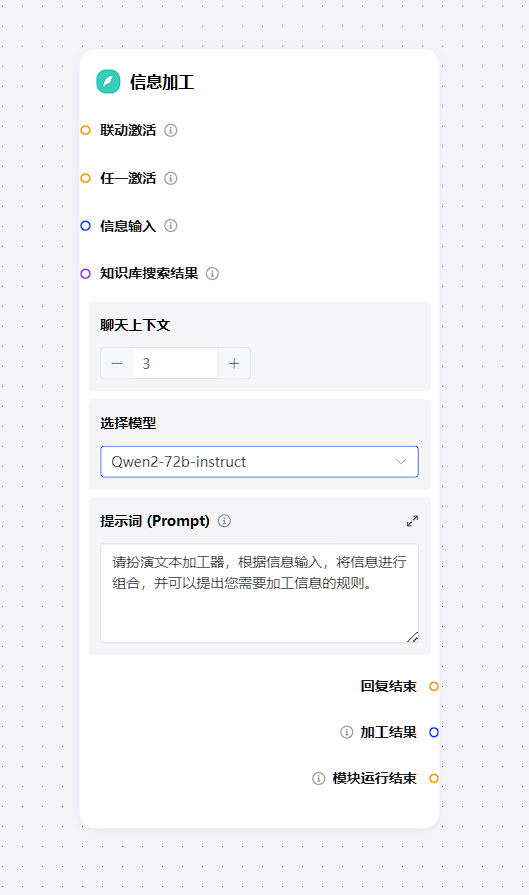 信息加工
联动激活
任一激活
信息输入
知识库搜索结果
聊天上下文
3
选择模型
Qwen2-72b-instruct
提示词 (Prompt)
请扮演文本加工器，根据信息输入，将信息进行
组合，并可以提出您需要加工信息的规则。
回复结束
加工结果
模块运行结束